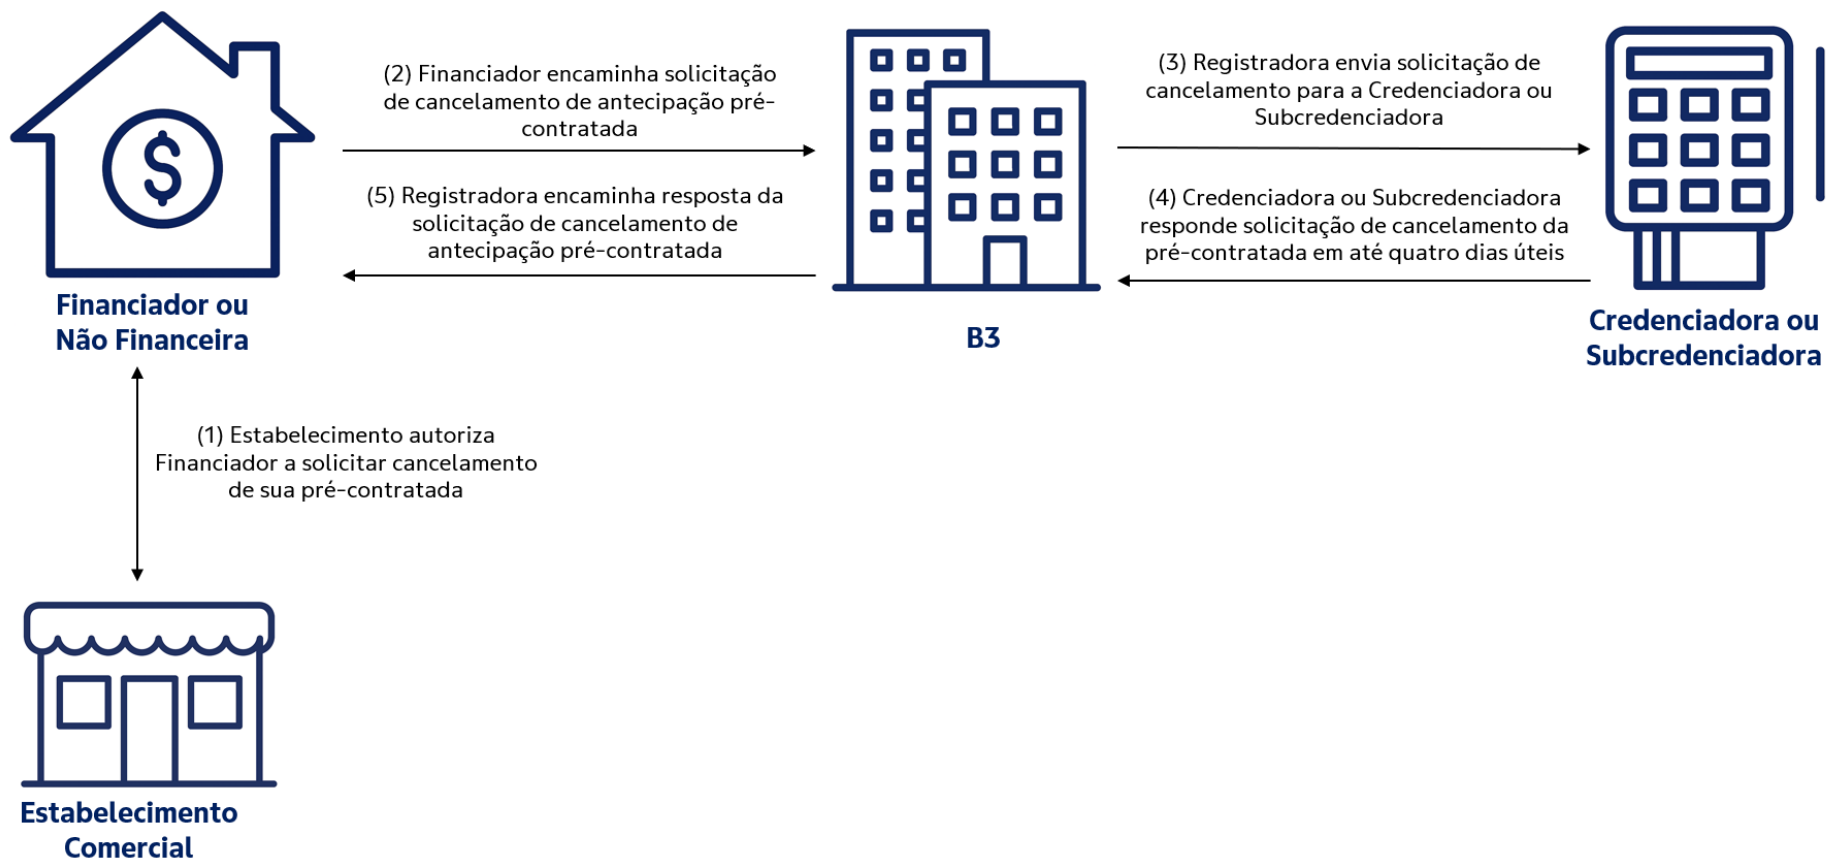 (2) Financiador encaminha solicitação
de cancelamento de antecipação pré-
contratada
(3) Registradora envia solicitação de
cancelamento para a Credenciadora ou
Subcredenciadora
$
(5) Registradora encaminha resposta da
solicitação de cancelamento de
antecipação pré-contratada
(4) Credenciadora ou Subcredenciadora
responde solicitação de cancelamento da
pré-contratada em até quatro dias úteis
Financiador ou
Não Financeira
B3
Credenciadora ou
Subcredenciadora
(1) Estabelecimento autoriza
Financiador a solicitar cancelamento
de sua pré-contratada
Estabelecimento
Comercial